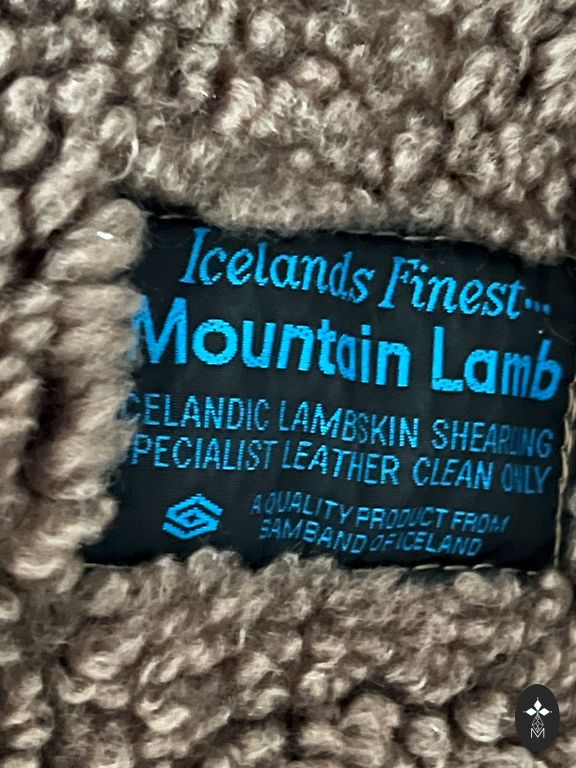 Icelands Finest...
Mountain Lamb
CELANDIC LAMBSKIN SHEARLING
PECIALIST LEATHER CLEAN ONLY
A QUALITY PRODUCT FROM
SAMBAND OF ICELAND
M